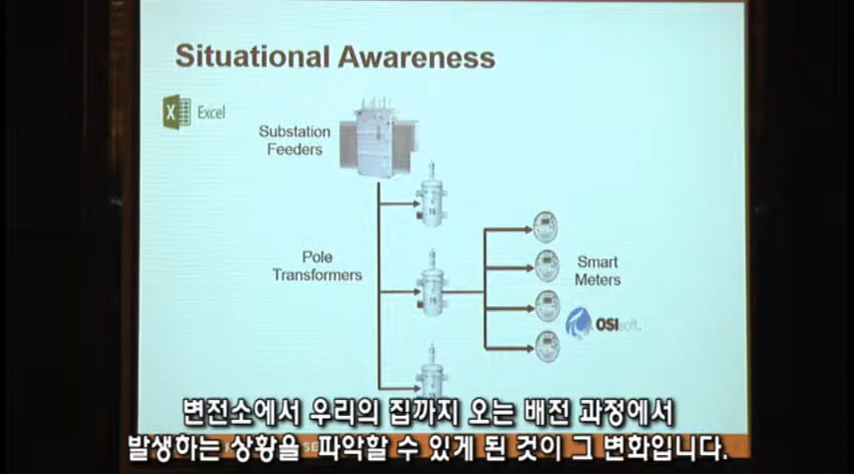 Situational Awareness
Excel
Substation
Feeders
Pole
Transformers
Smart
Meters
OSIsoft.
변전소에서 우리의 집까지 오는 배전 과정에서
발생하는 상황을 파악할 수 있게 된 것이 그 변화입니다.